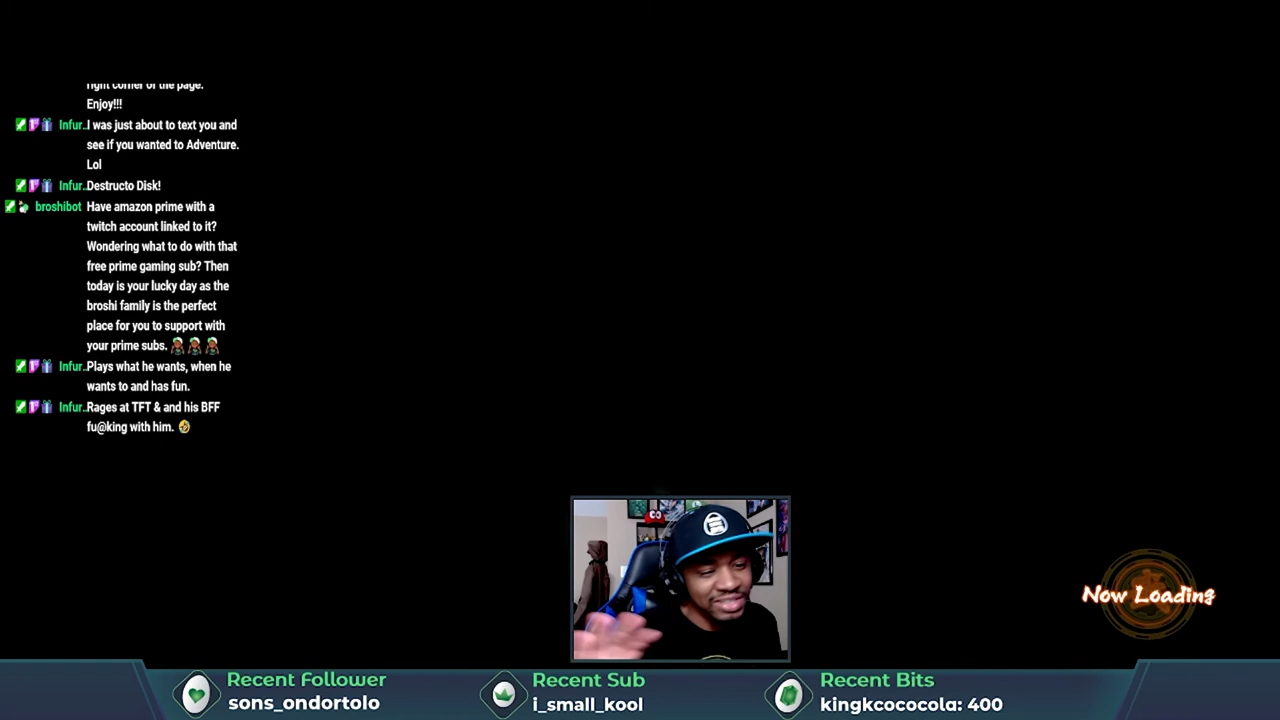 right corner of the page.
Enjoy!!!
Infur..I was just about to text you and
see if you wanted to Adventure.
Lol
Infur..Destructo Disk!
broshibot Have amazon prime with a
twitch account linked to it?
Wondering what to do with that
free prime gaming sub? Then
today is your lucky day as the
broshi family is the perfect
place for you to support with
your prime subs.
Infur..Plays what he wants, when he
wants to and has fun.
Infur..Rages at TFT & and his BFF
fu@king with him. 🤣
Now Loading
Recent Follower
sons_ondortolo
Recent Sub
i_small_kool
Recent Bits
kingkcococola: 400